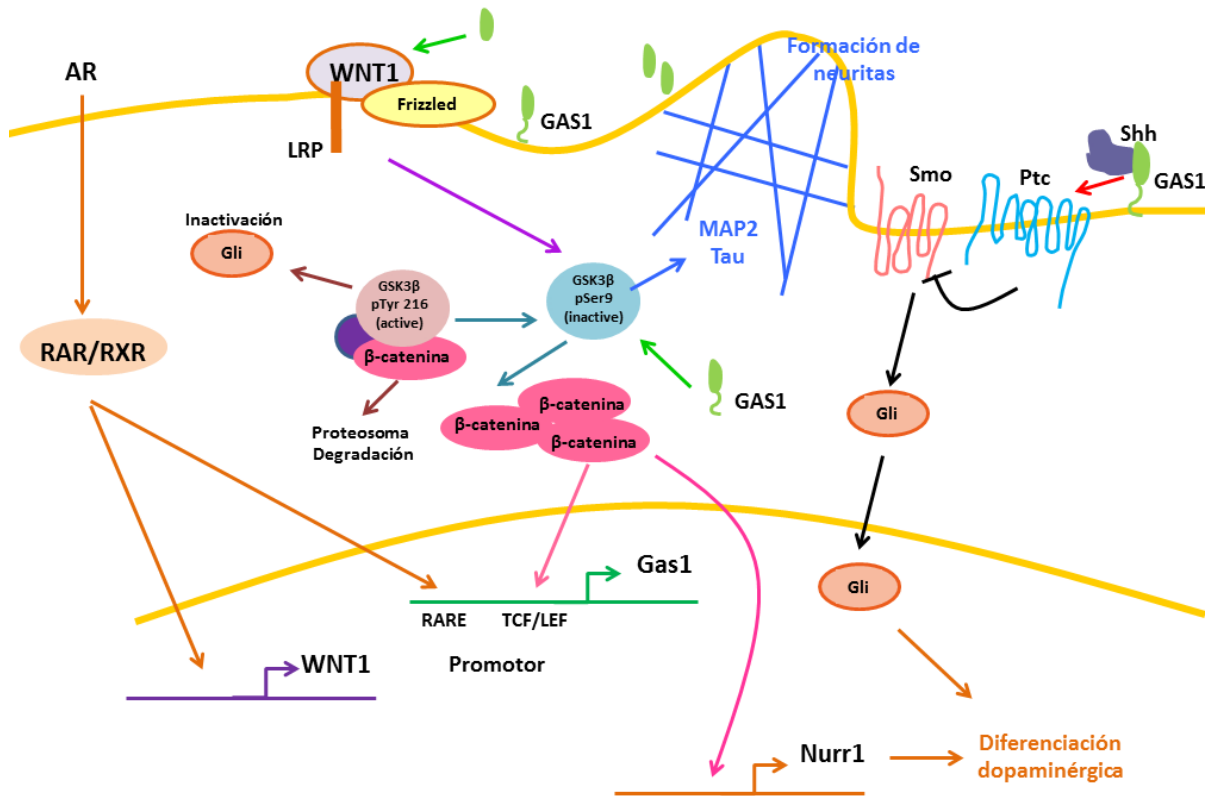 AR
WNT1
Frizzled
LRP
GAS1
Formación de
neuritas
Shh
GAS1
Smo
Ptc
MAP2
Tau
Inactivación
Gli
GSK3β
pTyr 216
(active)
β-catenina
GSK3β
pSer9
(inactive)
RAR/RXR
Proteosoma
Degradación
β-catenina
β-catenina
β-catenina
GAS1
Gli
Gli
Gas1
RARE
TCF/LEF
Promotor
WNT1
Nurr1
Diferenciación
dopaminérgica